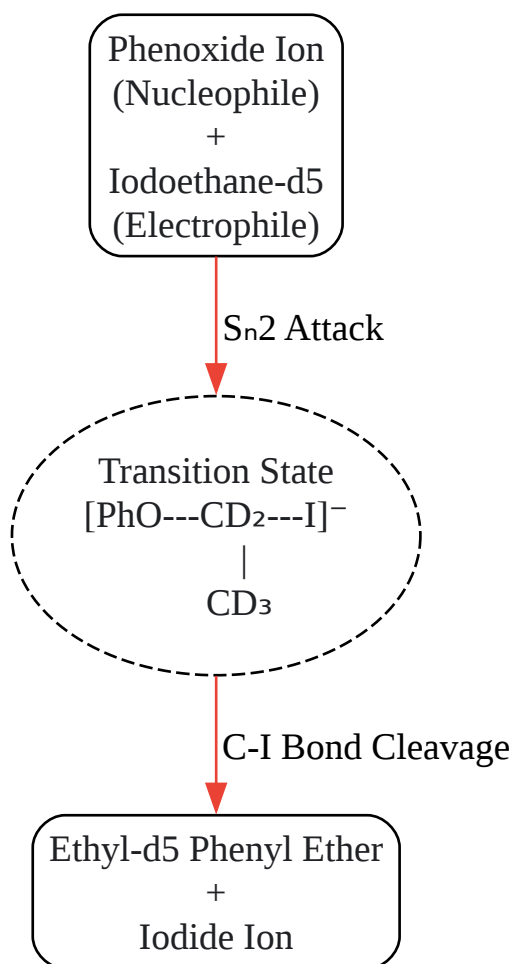 Phenoxide Ion
(Nucleophile)
+
Iodoethane-d5
(Electrophile)
Sₙ2 Attack
Transition State
[PhO---CD₂---I]⁻
|
CD₃
C-I Bond Cleavage
Ethyl-d5 Phenyl Ether
+
Iodide Ion